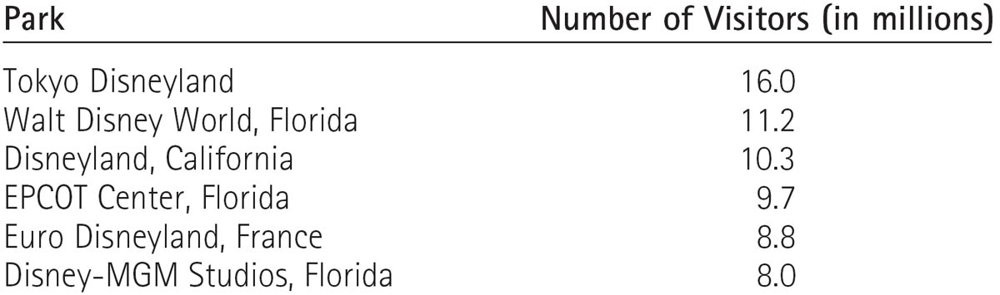 Park Number of Visitors (in millions)
Tokyo Disneyland 16.0
Walt Disney World, Florida 11.2
Disneyland, California 10.3
EPCOT Center, Florida 9.7
Euro Disneyland, France 8.8
Disney-MGM Studios, Florida 8.0